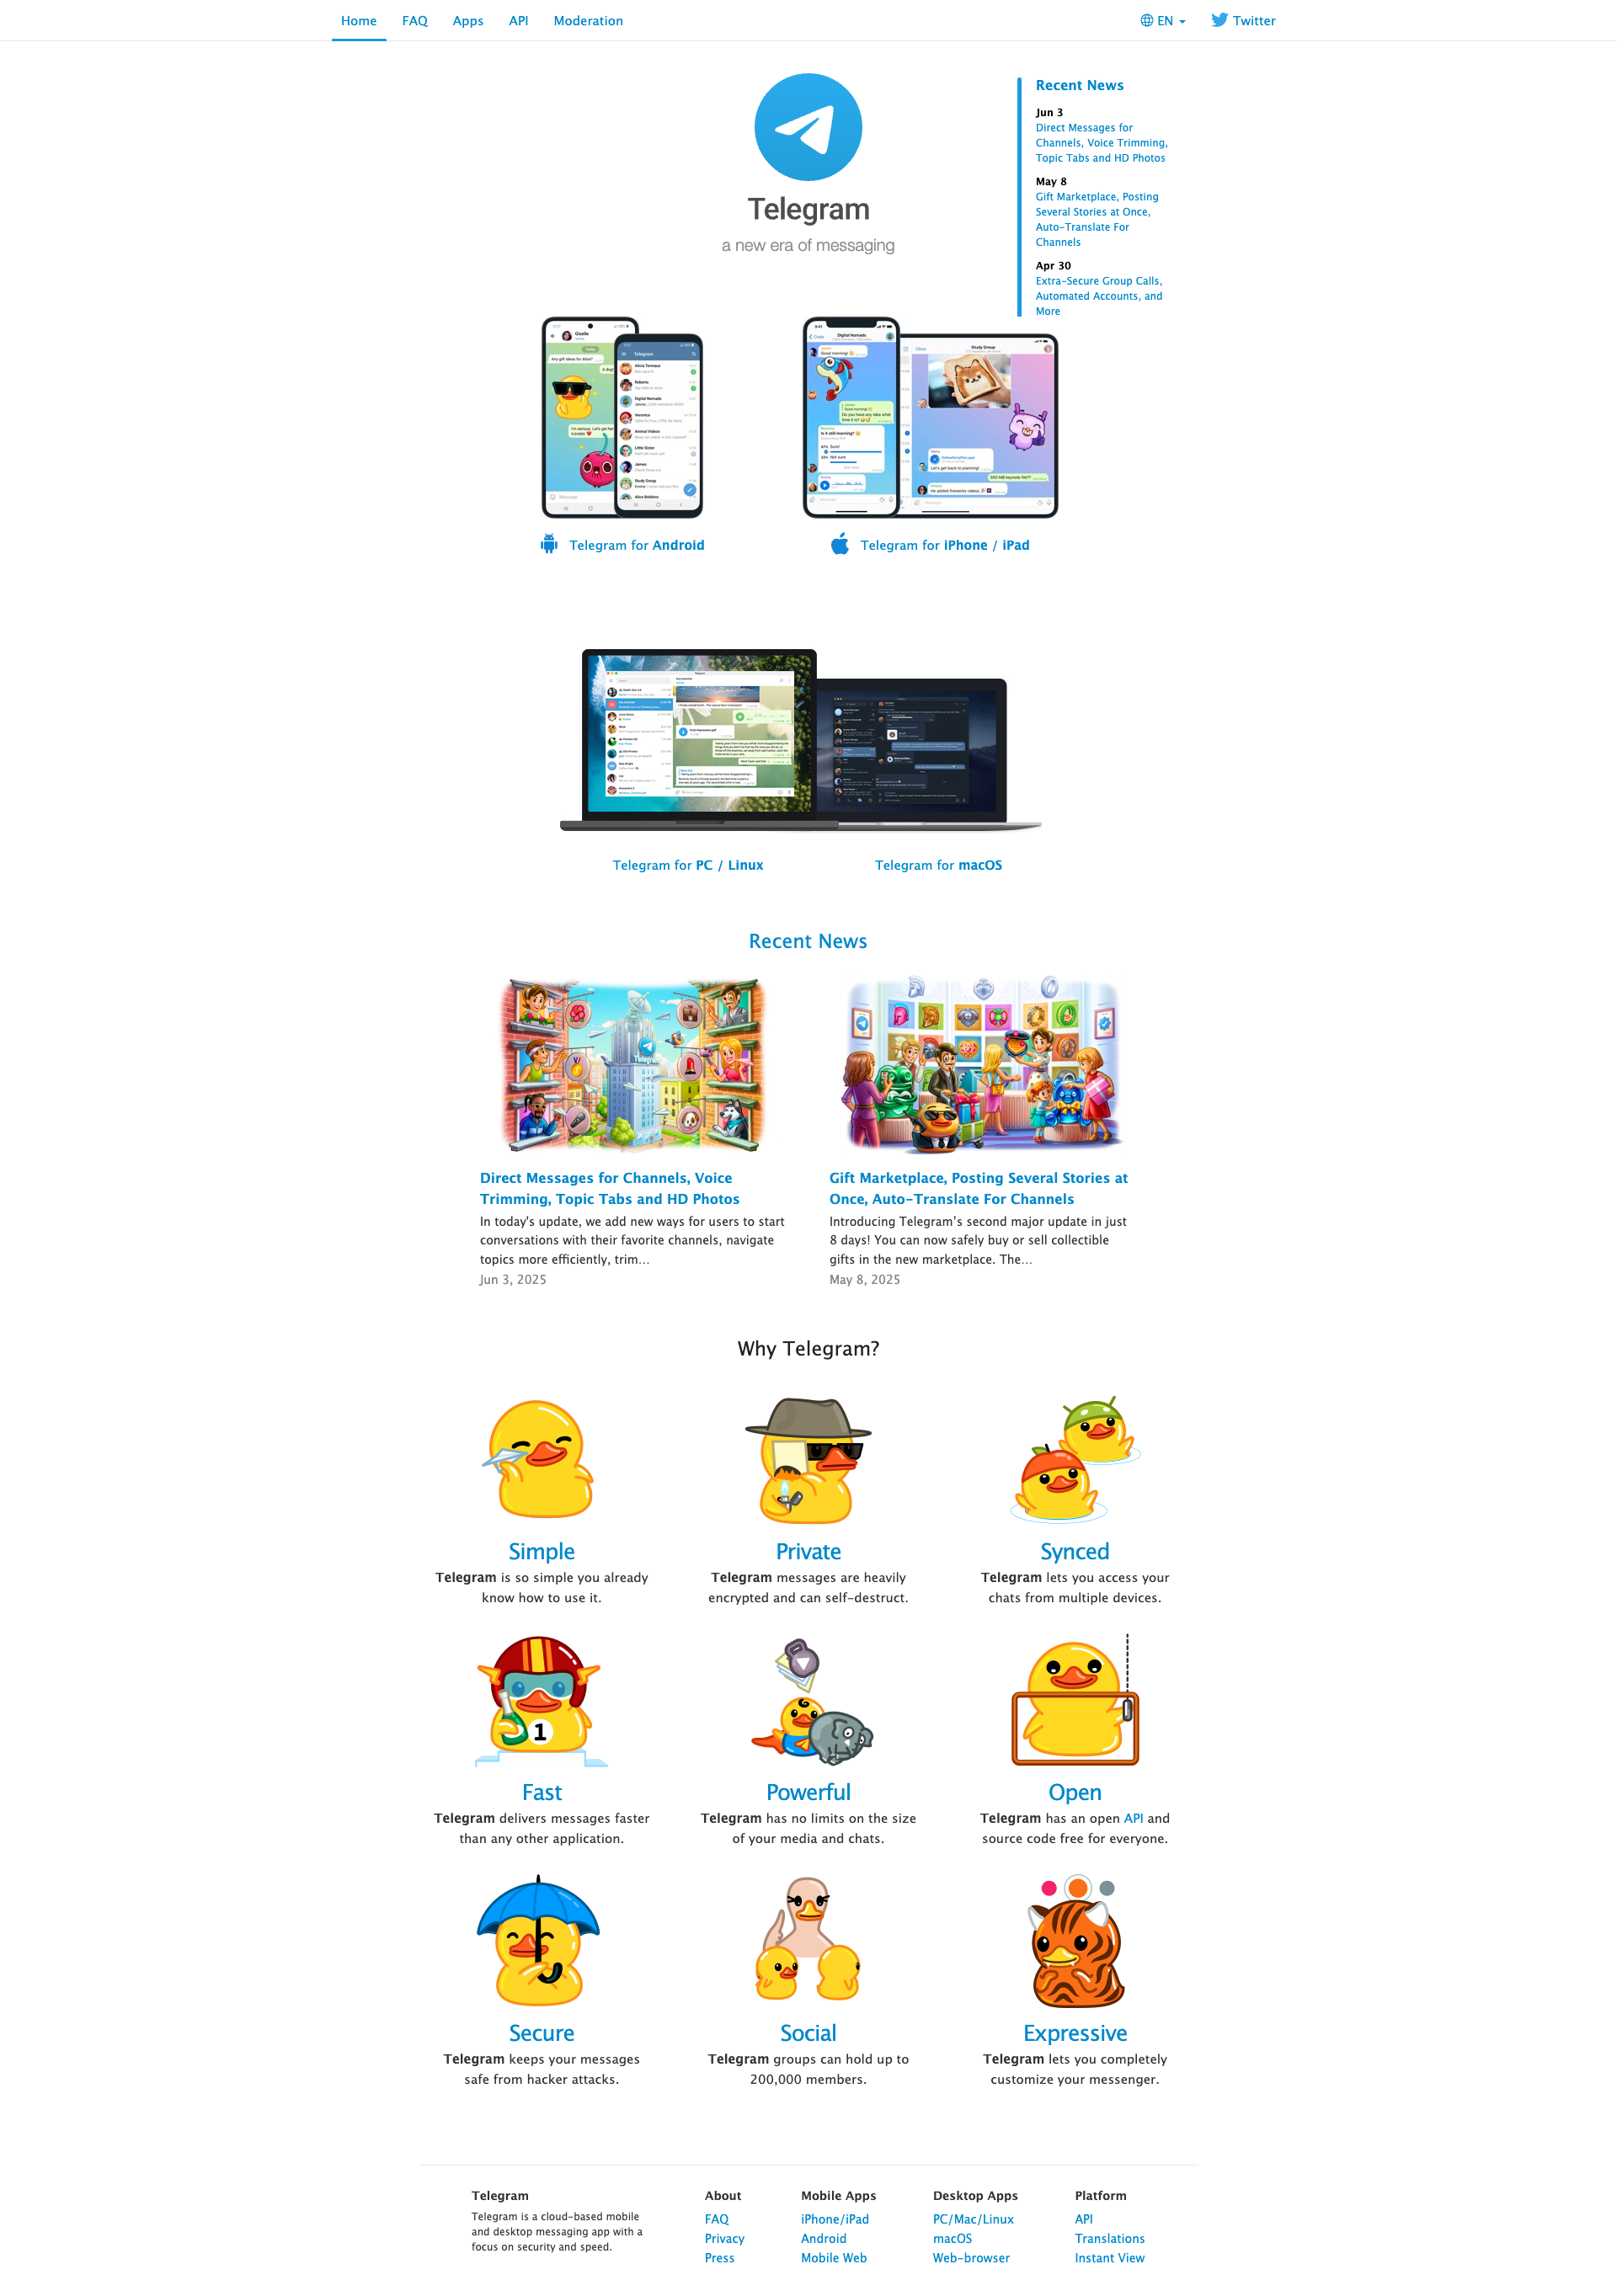 Home FAQ Apps API Moderation EN Twitter
Telegram
a new era of messaging
Recent News
Jun 3
Direct Messages for
Channels, Voice Trimming,
Topic Tabs and HD Photos
May 8
Gift Marketplace, Posting
Several Stories at Once,
Auto-Translate For
Channels
Apr 30
Extra-Secure Group Calls,
Automated Accounts, and
More
Telegram for Android
Telegram for iPhone / iPad
Telegram for PC / Linux
Telegram for macOS
Recent News
Telegram
Direct Messages for Channels, Voice
Trimming, Topic Tabs and HD Photos
In today's update, we add new ways for users to start
conversations with their favorite channels, navigate
topics more efficiently, trim…
Jun 3, 2025
Gift Marketplace, Posting Several Stories at
Once, Auto-Translate For Channels
Introducing Telegram’s second major update in just
8 days! You can now safely buy or sell collectible
gifts in the new marketplace. The…
May 8, 2025
Why Telegram?
Simple
Telegram is so simple you already
know how to use it.
Private
Telegram messages are heavily
encrypted and can self-destruct.
Synced
Telegram lets you access your
chats from multiple devices.
1
Fast
Telegram delivers messages faster
than any other application.
Powerful
Telegram has no limits on the size
of your media and chats.
Open
Telegram has an open API and
source code free for everyone.
Secure
Telegram keeps your messages
safe from hacker attacks.
Social
Telegram groups can hold up to
200,000 members.
Expressive
Telegram lets you completely
customize your messenger.
Telegram
Telegram is a cloud-based mobile
and desktop messaging app with a
focus on security and speed.
About
FAQ
Privacy
Press
Mobile Apps
iPhone/iPad
Android
Mobile Web
Desktop Apps
PC/Mac/Linux
macOS
Web-browser
Platform
API
Translations
Instant View